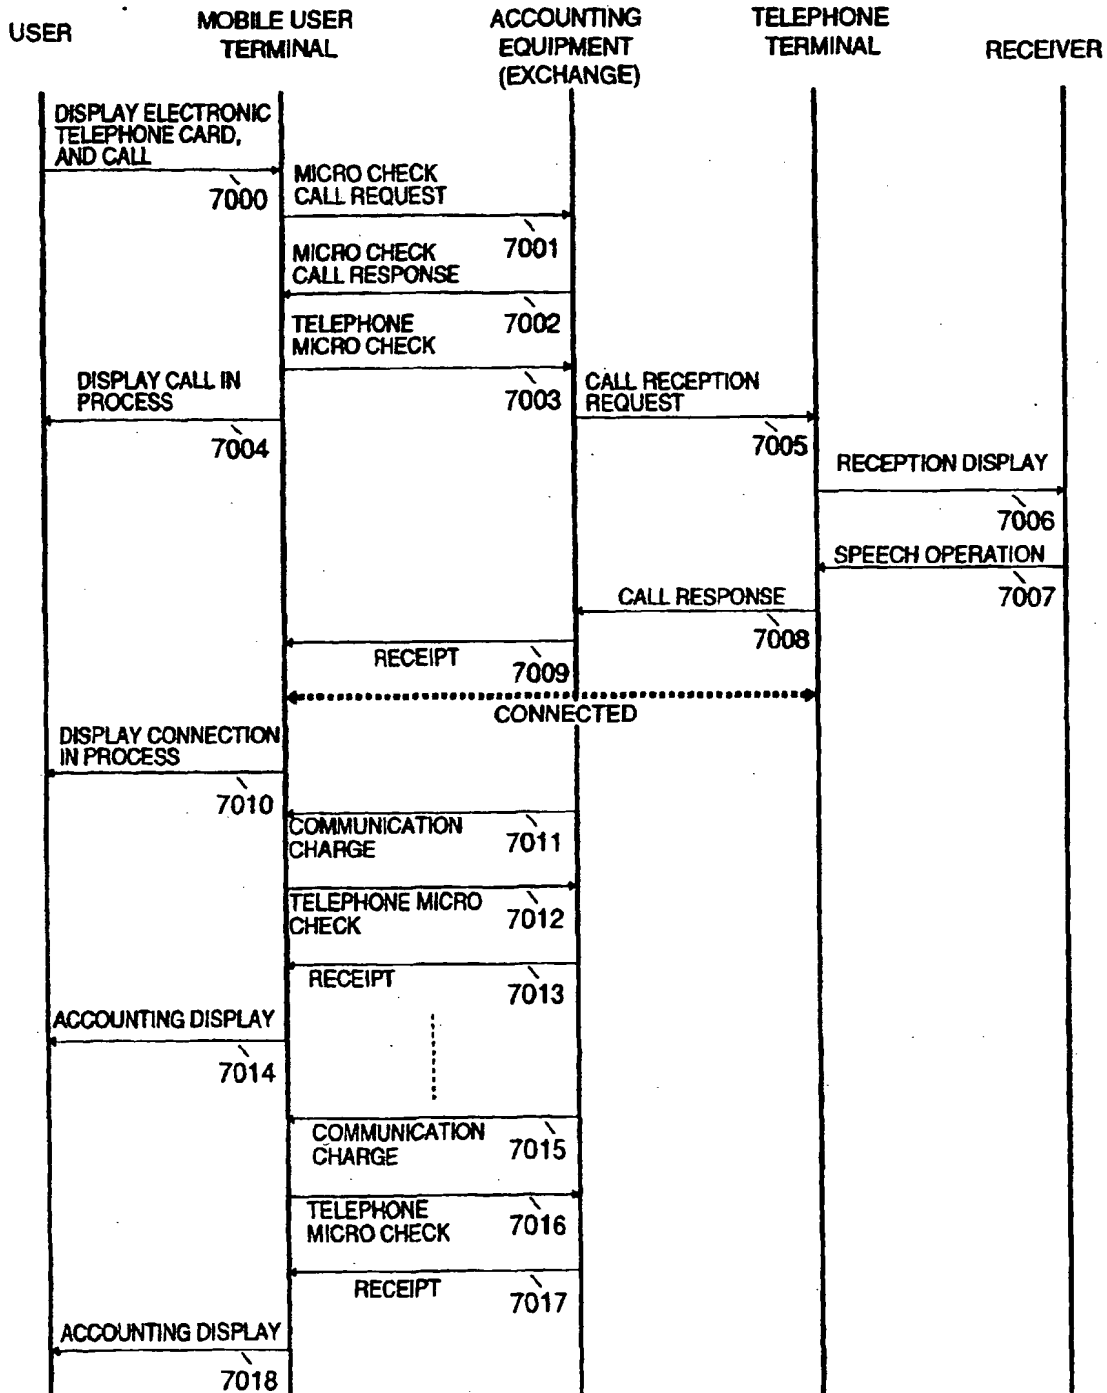 USER
MOBILE USER
TERMINAL
ACCOUNTING
EQUIPMENT
(EXCHANGE)
TELEPHONE
TERMINAL
RECEIVER
DISPLAY ELECTRONIC
TELEPHONE CARD,
AND CALL
7000
MICRO CHECK
CALL REQUEST
7001
MICRO CHECK
CALL RESPONSE
7002
TELEPHONE
MICRO CHECK
7003
DISPLAY CALL IN
PROCESS
7004
CALL RECEPTION
REQUEST
7005
RECEPTION DISPLAY
7006
SPEECH OPERATION
7007
CALL RESPONSE
7008
RECEIPT
7009
CONNECTED
DISPLAY CONNECTION
IN PROCESS
7010
COMMUNICATION
CHARGE
7011
TELEPHONE MICRO
CHECK
7012
RECEIPT
7013
ACCOUNTING DISPLAY
7014
COMMUNICATION
CHARGE
7015
TELEPHONE
MICRO CHECK
7016
RECEIPT
7017
ACCOUNTING DISPLAY
7018